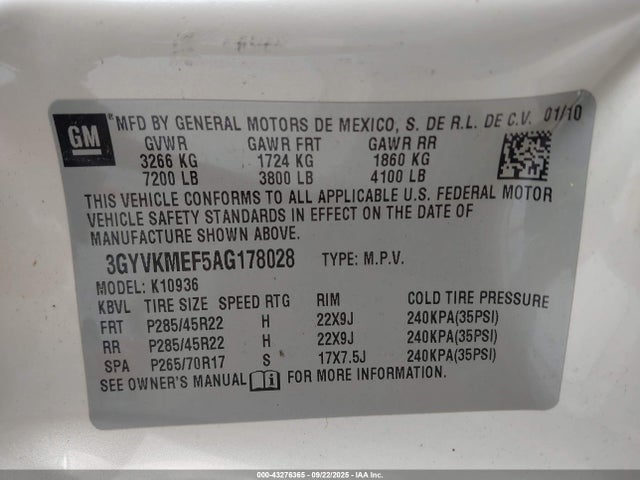 GM ® MFD BY GENERAL MOTORS DE MEXICO, S. DE R.L. DE C.V. 01/10
GVWR GAWR FRT GAWR RR
3266 KG 1724 KG 1860 KG
7200 LB 3800 LB 4100 LB
THIS VEHICLE CONFORMS TO ALL APPLICABLE U.S. FEDERAL MOTOR
VEHICLE SAFETY STANDARDS IN EFFECT ON THE DATE OF
MANUFACTURE SHOWN ABOVE.
3GYVKMEF5AG178028 TYPE: M.P.V.
MODEL: K10936
KBVL TIRE SIZE SPEED RTG RIM COLD TIRE PRESSURE
FRT P285/45R22 H 22X9J 240KPA(35PSI)
RR P285/45R22 H 22X9J 240KPA(35PSI)
SPA P265/70R17 S 17X7.5J 240KPA(35PSI)
SEE OWNER'S MANUAL FOR MORE INFORMATION.
000-43276365 - 09/22/2025 - IAAI.com